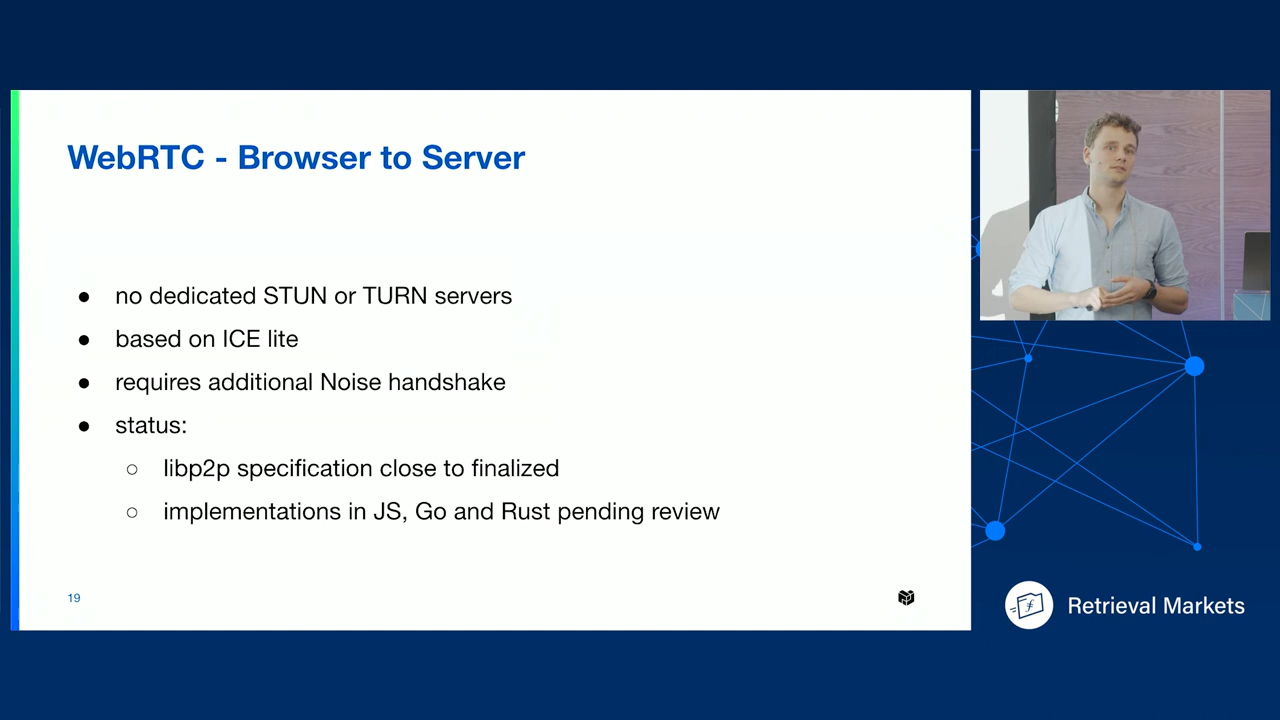 WebRTC - Browser to Server
● no dedicated STUN or TURN servers
● based on ICE lite
● requires additional Noise handshake
● status:
○ libp2p specification close to finalized
○ implementations in JS, Go and Rust pending review
19
Retrieval Markets